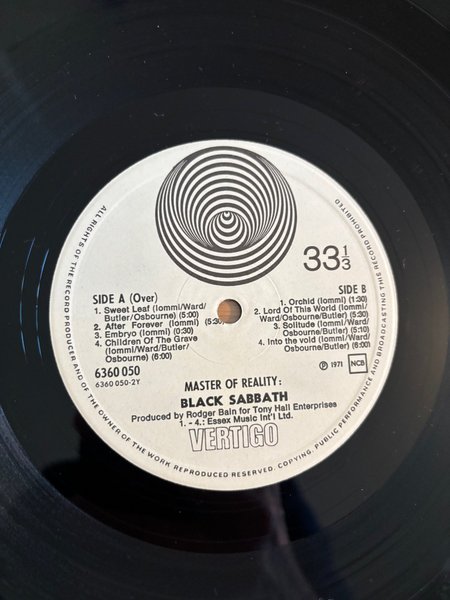 33 1/3
SIDE A (Over)
1. Sweet Leaf (Iommi/Ward/
Butler/Osbourne) (5:00)
2. After Forever (Iommi) (5:30)
3. Embryo (Iommi) (0:30)
4. Children Of The Grave
(Iommi/Ward/Butler/
Osbourne) (6:00)
6360 050
6360 050-2Y
SIDE B
1. Orchid (Iommi) (1:30)
2. Lord Of This World (Iommi/
Ward/Osbourne/Butler) (5:30)
3. Solitude (Iommi/Ward/
Osbourne/Butler) (5:10)
4. Into the void (Iommi/Ward/
Osbourne/Butler) (6:00)
Ⓟ 1971 NCB
MASTER OF REALITY:
BLACK SABBATH
Produced by Rodger Bain for Tony Hall Enterprises
1. - 4.: Essex Music Int'l Ltd.
VERTIGO
ALL RIGHTS OF THE RECORD PRODUCER AND OF THE OWNER OF THE WORK REPRODUCED RESERVED. COPYING, PUBLIC PERFORMANCE AND BROADCASTING OF THIS RECORD PROHIBITED